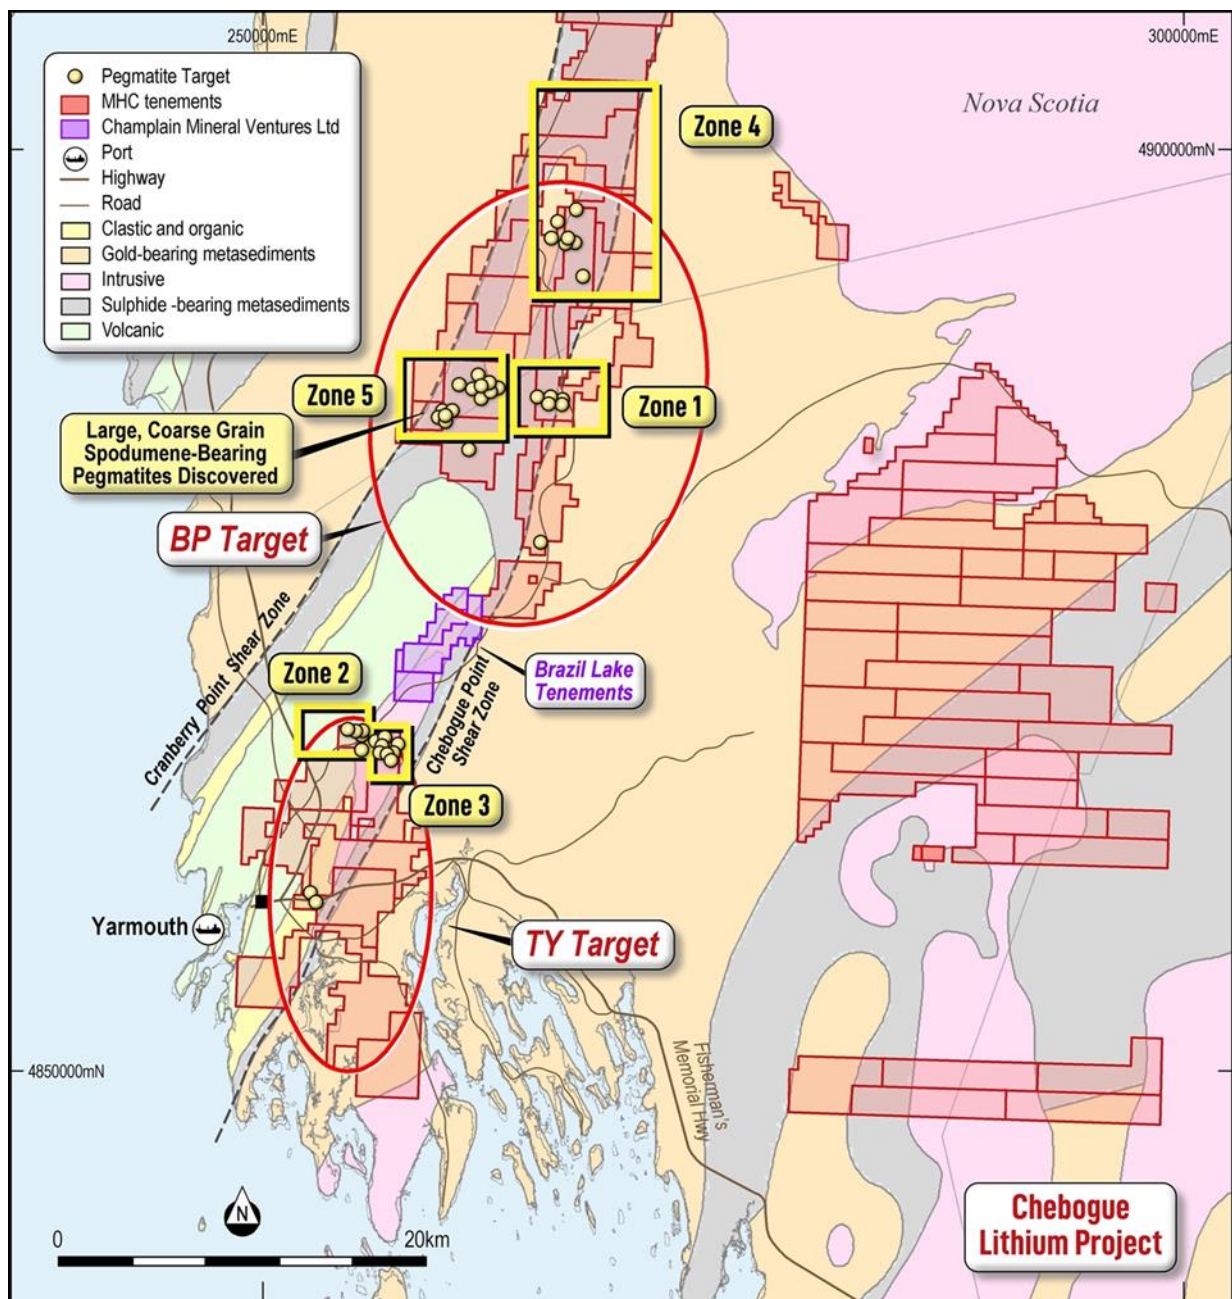 250000mE
300000mE
Pegmatite Target
MHC tenements
Champlain Mineral Ventures Ltd
Port
Highway
Road
Clastic and organic
Gold-bearing metasediments
Intrusive
Sulphide -bearing metasediments
Volcanic
Nova Scotia
Zone 4
4900000mN
Zone 5
Zone 1
Large, Coarse Grain
Spodumene-Bearing
Pegmatites Discovered
BP Target
Cranberry Point Shear Zone
Zone 2
Brazil Lake
Tenements
Chebogue Point
Shear Zone
Zone 3
Yarmouth
TY Target
Fisherman's
Memorial Hwy
4850000mN
N
0
20km
Chebogue
Lithium Project